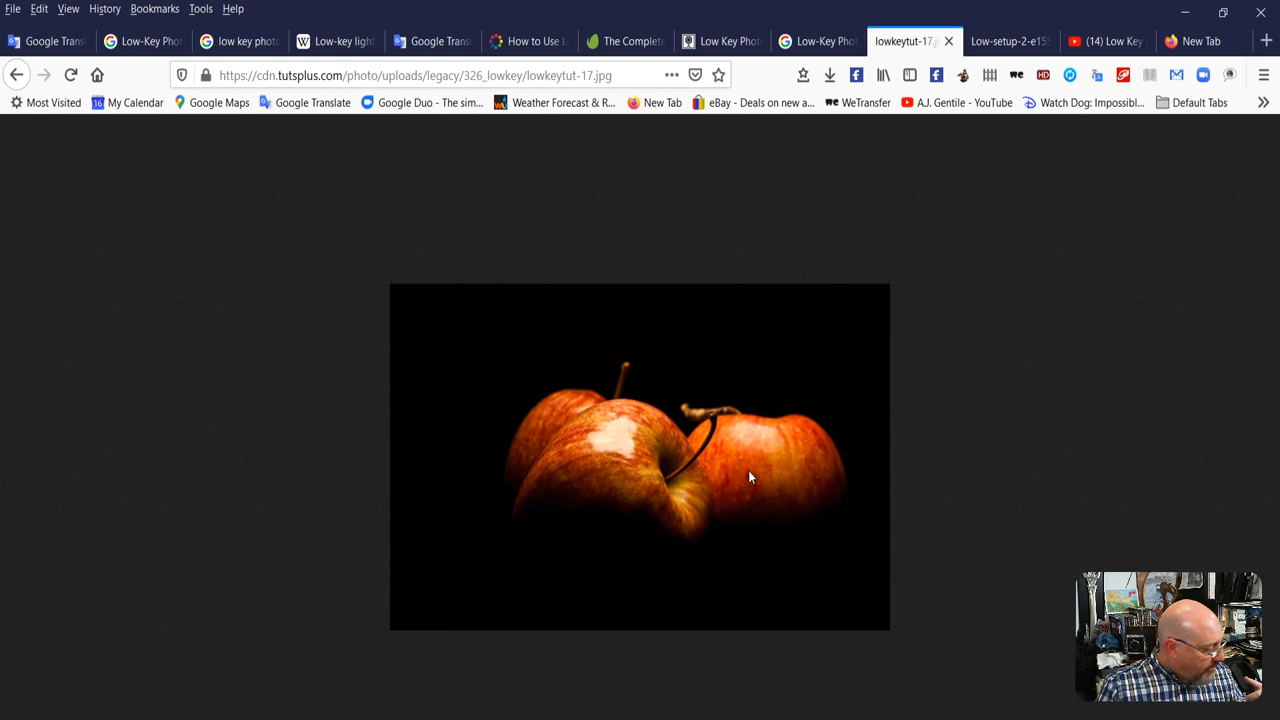 File Edit View History Bookmarks Tools Help
Google Trans Low-Key Phot low key photo Low-key light Google Trans How to Use L The Complete Low Key Phot Low-Key Phot lowkeytut-17.j Low-setup-2-e155 (14) Low Key New Tab
https://cdn.tutsplus.com/photo/uploads/legacy/326_lowkey/lowkeytut-17.jpg
Most Visited 16 My Calendar Google Maps Google Translate Google Duo - The sim... Weather Forecast & R... New Tab eBay - Deals on new a... we WeTransfer A.J. Gentile - YouTube Watch Dog: Impossibl... Default Tabs